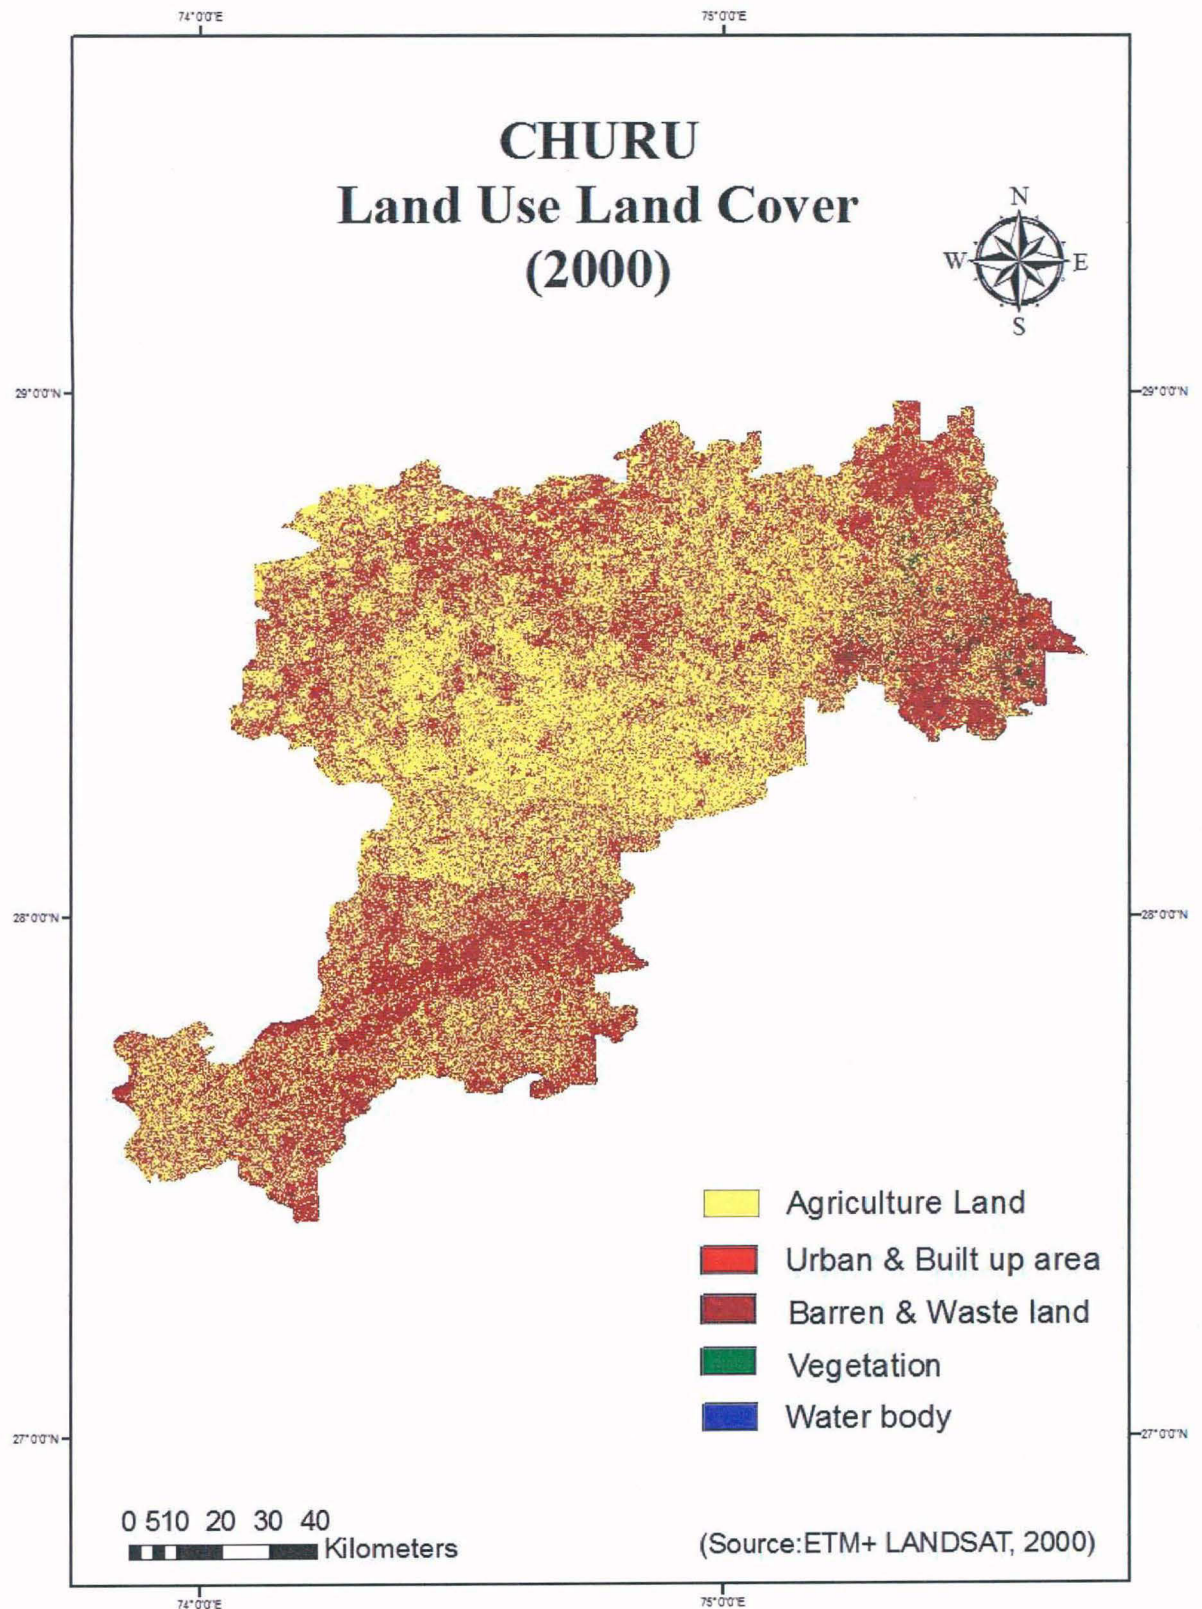 74°0'0"E 75°0'0"E
CHURU
Land Use Land Cover
(2000)
N
W E
S
29°0'0"N 29°0'0"N
28°0'0"N 28°0'0"N
Agriculture Land
Urban & Built up area
Barren & Waste land
Vegetation
Water body
27°0'0"N 27°0'0"N
0 510 20 30 40
Kilometers
(Source:ETM+ LANDSAT, 2000)
74°0'0"E 75°0'0"E